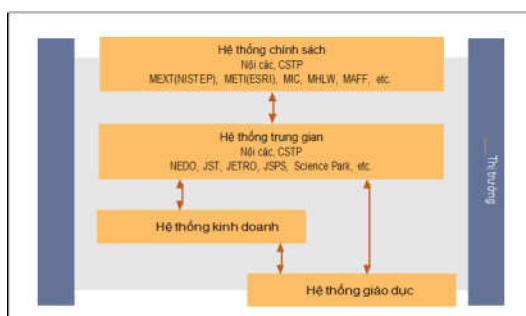 Hệ thống chính sách
Nội các, CSTP
MEXT(NISTEP), METI(ESRI), MIC, MHLW, MAFF, etc.
Hệ thống trung gian
Nội các, CSTP
NEDO, JST, JETRO, JSPS, Science Park, etc.
Hệ thống kinh doanh
Hệ thống giáo dục
Thị trường